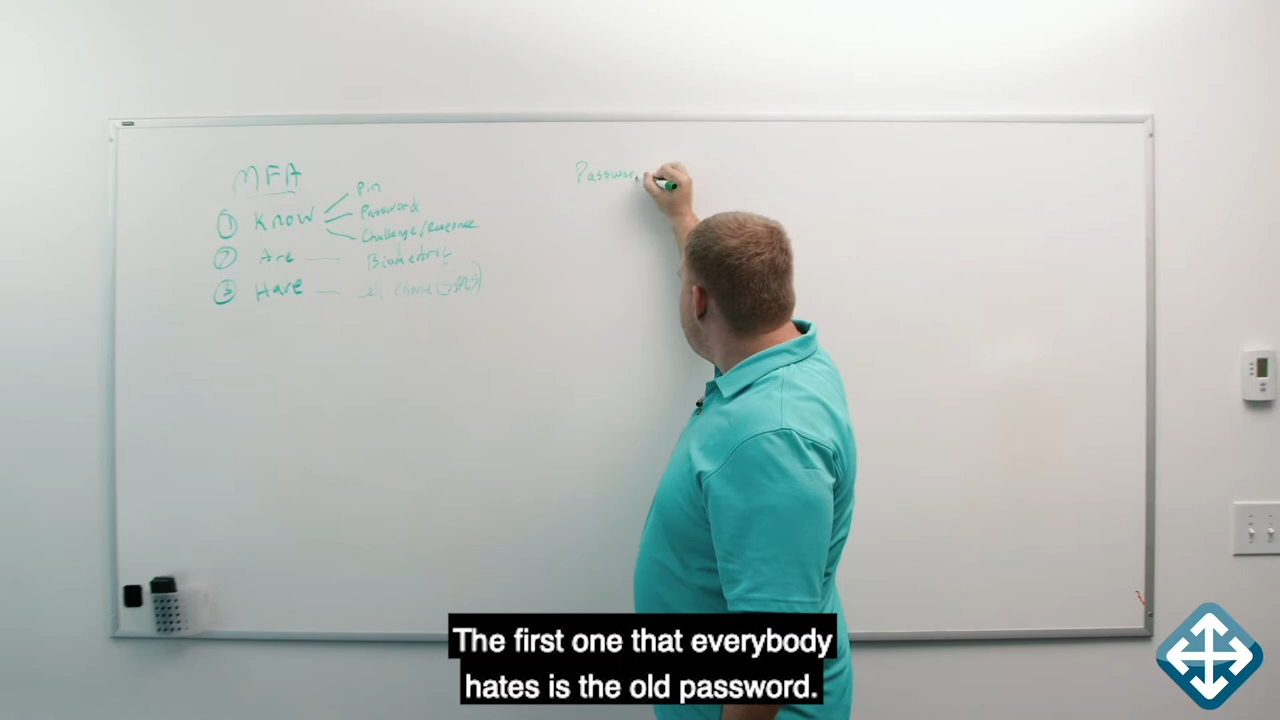 MFA
① Know
Pin
Password
Challenge/Response
② Are — Biometric
③ Have — Cell Phone
Passwor
The first one that everybody
hates is the old password.